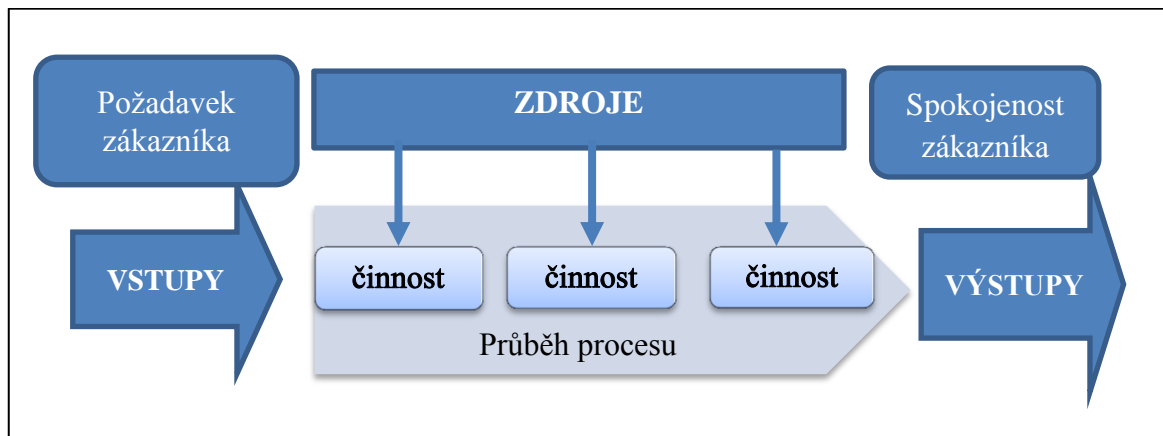 Požadavek
zákazníka
ZDROJE
Spokojenost
zákazníka
VSTUPY
činnost
činnost
činnost
VÝSTUPY
Průběh procesu